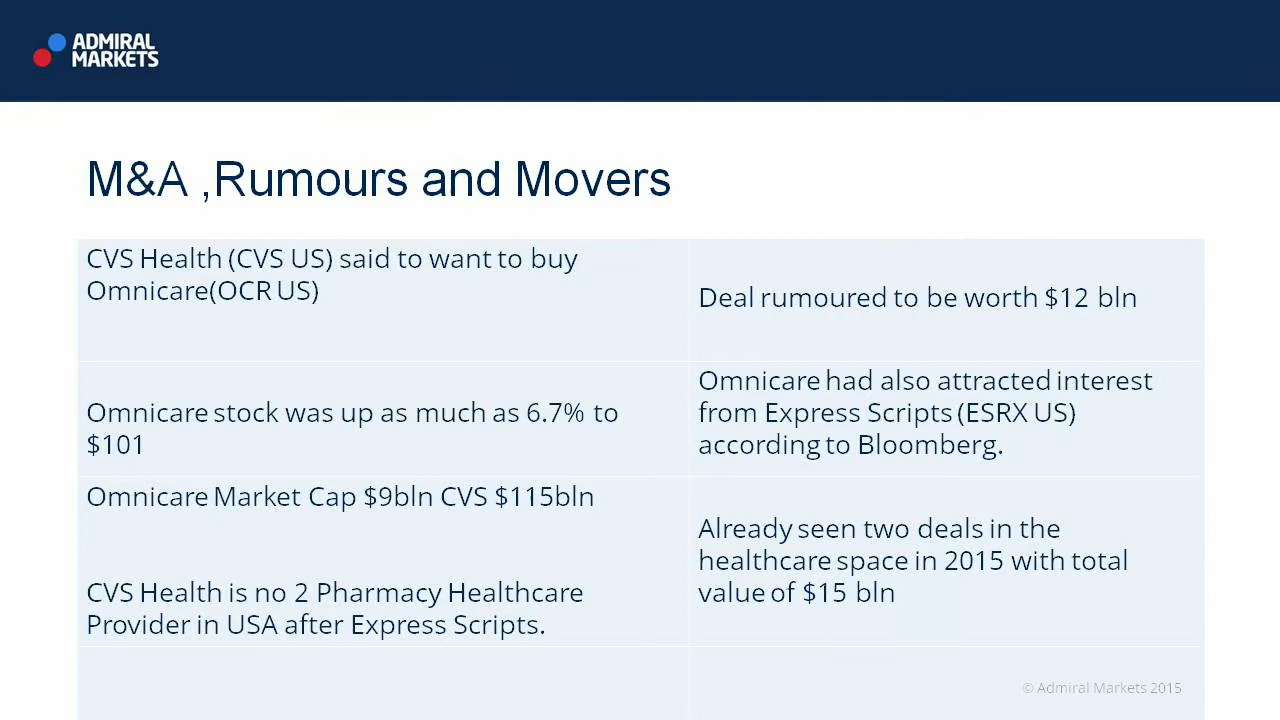 ADMIRAL
MARKETS
M&A ,Rumours and Movers
CVS Health (CVS US) said to want to buy
Omnicare(OCR US)
Deal rumoured to be worth $12 bln
Omnicare stock was up as much as 6.7% to
$101
Omnicare had also attracted interest
from Express Scripts (ESRX US)
according to Bloomberg.
Omnicare Market Cap $9bln CVS $115bln
CVS Health is no 2 Pharmacy Healthcare
Provider in USA after Express Scripts.
Already seen two deals in the
healthcare space in 2015 with total
value of $15 bln
© Admiral Markets 2015